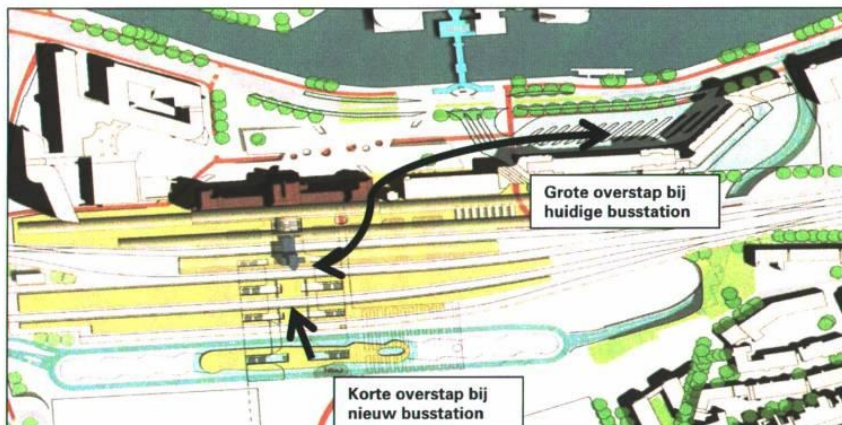 Grote overstap bij
huidige busstation
Korte overstap bij
nieuw busstation